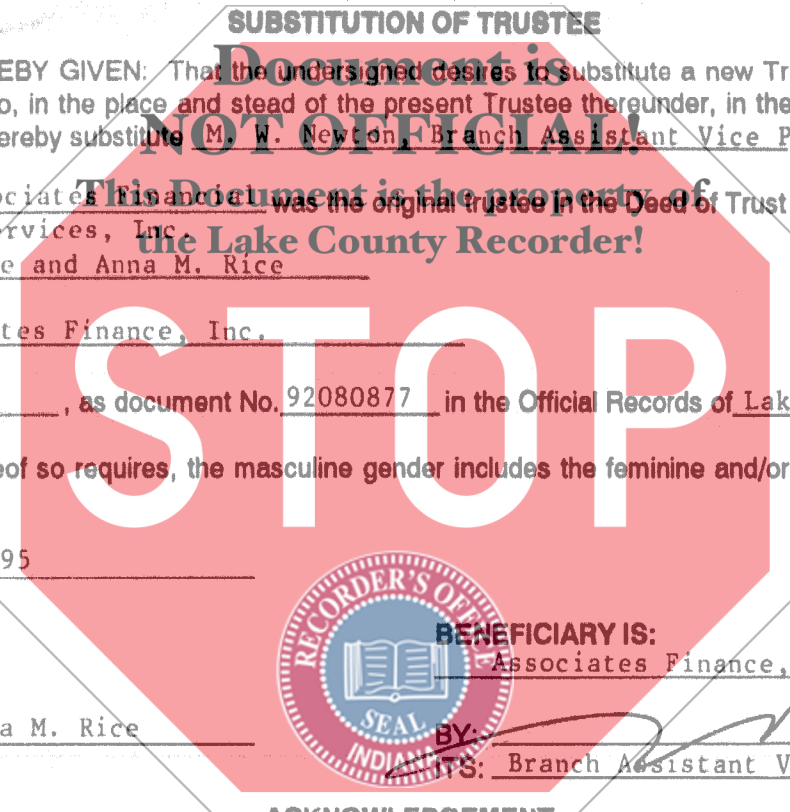 SUBSTITUTION OF TRUSTEE
EBY GIVEN: That the undersigned desires to substitute a new Tr
Document is
o, in the place and stead of the present Trustee thereunder, in the
ereby substitute M. W. Newton, Branch Assistant Vice P
NOT OFFICIAL!
ociates Financial was the original trustee in the Deed of Trust
This Document is the property of
rvices, Inc.
the Lake County Recorder!
e and Anna M. Rice
STOP
tes Finance, Inc.
, as document No. 92080877 in the Official Records of Lak
eof so requires, the masculine gender includes the feminine and/or
95
RECORDER'S OFFICE
SEAL
INDIANA
BENEFICIARY IS:
Associates Finance,
a M. Rice
BY:
ITS: Branch Assistant V
ACKNOWLEDGEMENT